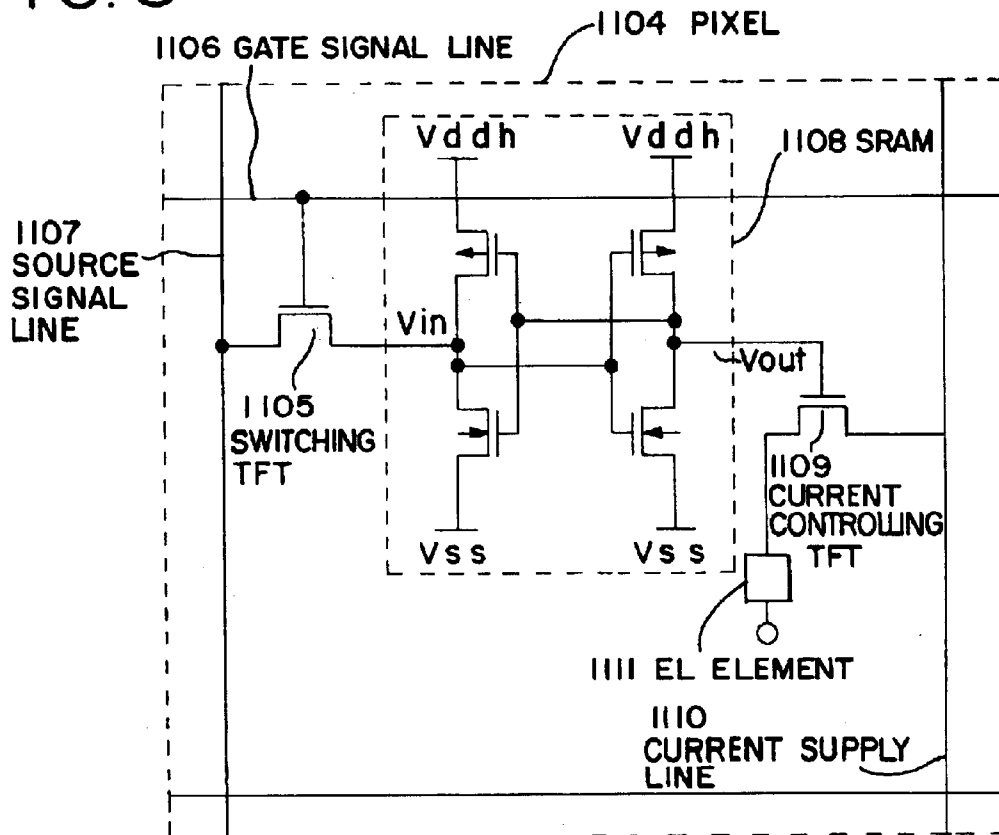 1104 PIXEL
1106 GATE SIGNAL LINE
Vddh
Vddh
1108 SRAM
1107
SOURCE
SIGNAL
LINE
Vin
Vout
1105
SWITCHING
TFT
1109
CURRENT
CONTROLLING
TFT
Vss
Vss
1111 EL ELEMENT
1110
CURRENT SUPPLY
LINE